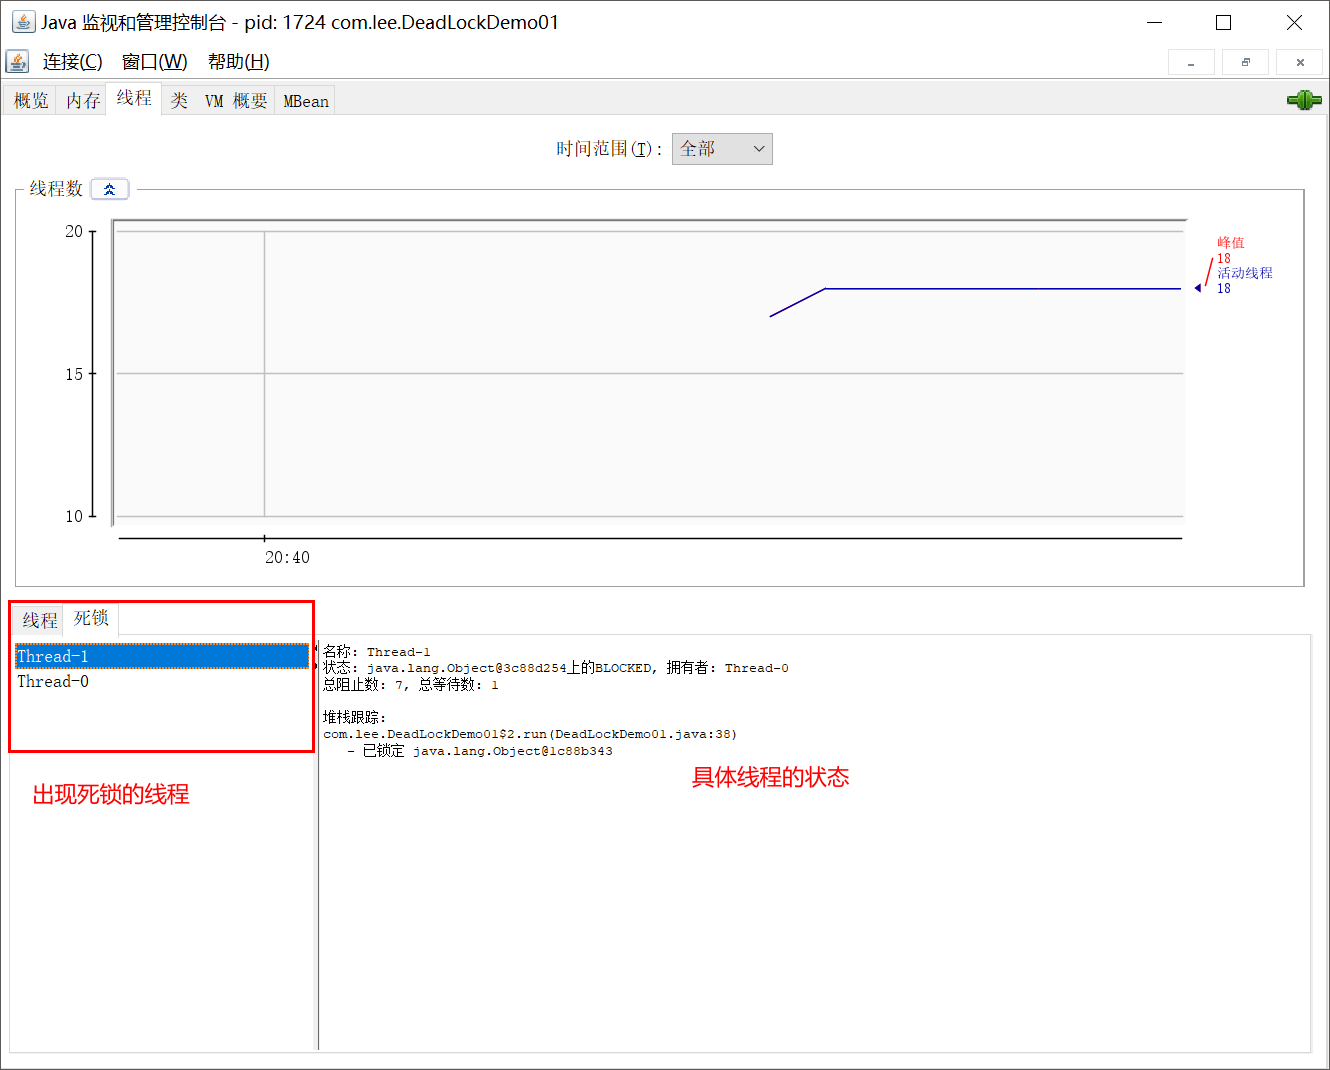 Java 监视和管理控制台 - pid: 1724 com.lee.DeadLockDemo01
连接(C) 窗口(W) 帮助(H)
概览 内存 线程 类 VM 概要 MBean
时间范围(T): 全部
线程数
20
15
10
20:40
峰值
18
活动线程
18
线程 死锁
Thread-1
Thread-0
出现死锁的线程
名称: Thread-1
状态: java.lang.Object@3c88d254上的BLOCKED, 拥有者: Thread-0
总阻止数: 7, 总等待数: 1
堆栈跟踪:
com.lee.DeadLockDemo01$2.run(DeadLockDemo01.java:38)
- 已锁定 java.lang.Object@1c88b343
具体线程的状态